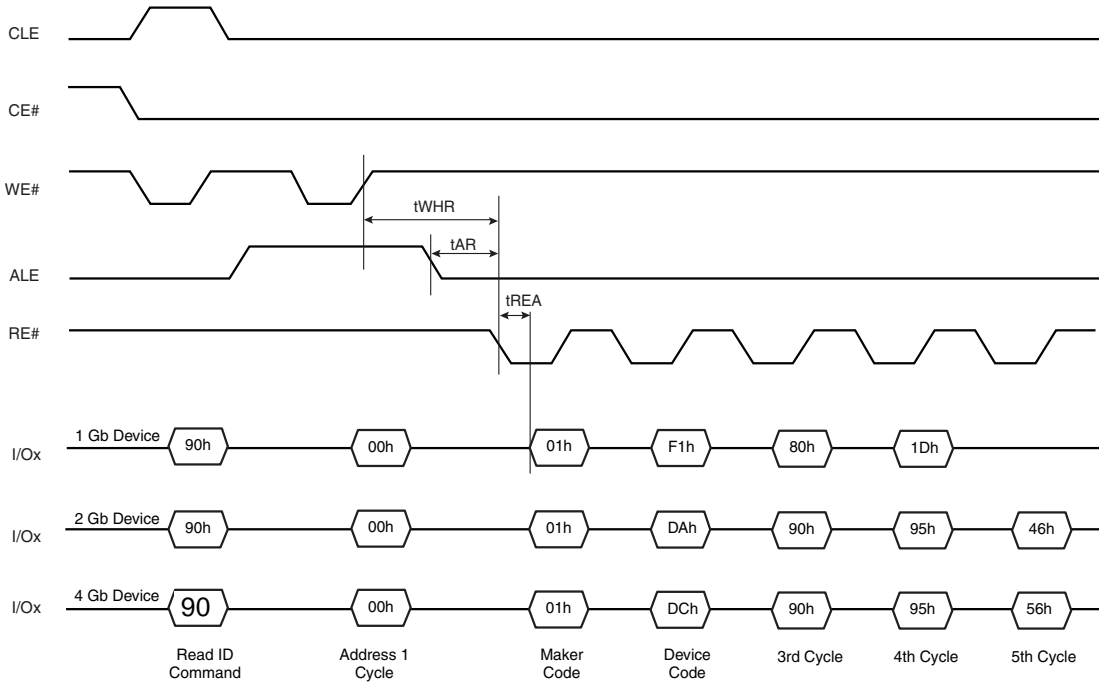 CLE
CE#
WE#
tWHR
tAR
ALE
tREA
RE#
I/Ox 1 Gb Device 90h 00h 01h F1h 80h 1Dh
I/Ox 2 Gb Device 90h 00h 01h DAh 90h 95h 46h
I/Ox 4 Gb Device 90 00h 01h DCh 90h 95h 56h
Read ID Address 1 Maker Device 3rd Cycle 4th Cycle 5th Cycle
Command Cycle Code Code